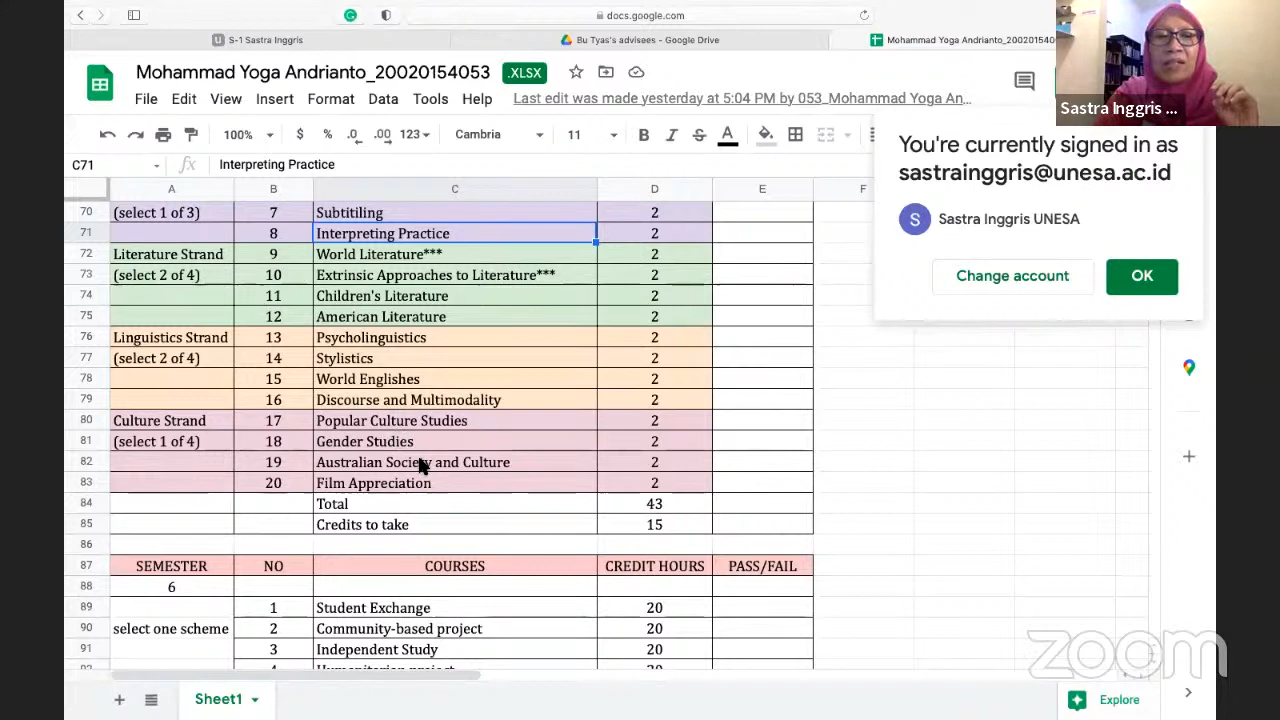 docs.google.com
S-1 Sastra Inggris
Bu Tyas's advisees - Google Drive
Mohammad Yoga Andrianto_20020154053
Mohammad Yoga Andrianto_20020154053 .XLSX
File Edit View Insert Format Data Tools Help Last edit was made yesterday at 5:04 PM by 053_Mohammad Yoga An...
100% $ % .0 .00 123 Cambria 11 B I S A
C71 fx Interpreting Practice
A B C D E F
70 (select 1 of 3) 7 Subtitiling 2
71 8 Interpreting Practice 2
72 Literature Strand 9 World Literature*** 2
73 (select 2 of 4) 10 Extrinsic Approaches to Literature*** 2
74 11 Children's Literature 2
75 12 American Literature 2
76 Linguistics Strand 13 Psycholinguistics 2
77 (select 2 of 4) 14 Stylistics 2
78 15 World Englishes 2
79 16 Discourse and Multimodality 2
80 Culture Strand 17 Popular Culture Studies 2
81 (select 1 of 4) 18 Gender Studies 2
82 19 Australian Society and Culture 2
83 20 Film Appreciation 2
84 Total 43
85 Credits to take 15
86
87 SEMESTER NO COURSES CREDIT HOURS PASS/FAIL
88 6
89 1 Student Exchange 20
90 select one scheme 2 Community-based project 20
91 3 Independent Study 20
92 4 Humanitarian project 20
Sheet1
Explore
Sastra Inggris ...
You're currently signed in as
sastrainggris@unesa.ac.id
S Sastra Inggris UNESA
Change account OK
zoom